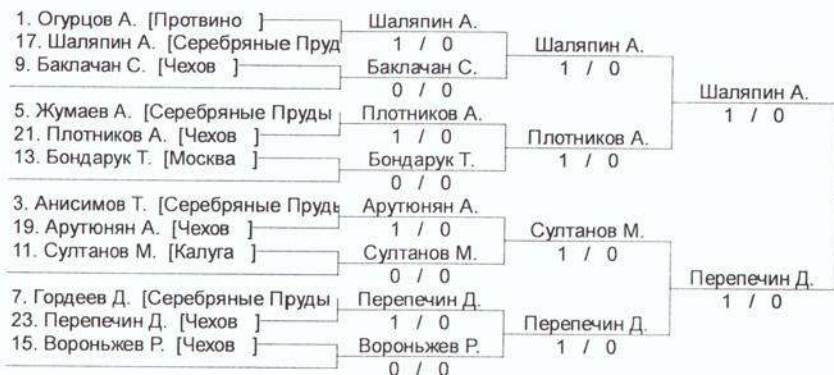 1. Огурцов А. [Протвино ]
17. Шаляпин А. [Серебряные Пруд
9. Баклачан С. [Чехов ]
5. Жумаев А. [Серебряные Пруды
21. Плотников А. [Чехов ]
13. Бондарук Т. [Москва ]
3. Анисимов Т. [Серебряные Пруды
19. Арутюнян А. [Чехов ]
11. Султанов М. [Калуга ]
7. Гордеев Д. [Серебряные Пруды
23. Перепечин Д. [Чехов ]
15. Вороньжев Р. [Чехов ]
Шаляпин А.
1 / 0
Баклачан С.
0 / 0
Плотников А.
1 / 0
Бондарук Т.
0 / 0
Арутюнян А.
1 / 0
Султанов М.
0 / 0
Перепечин Д.
1 / 0
Вороньжев Р.
0 / 0
Шаляпин А.
1 / 0
Плотников А.
1 / 0
Султанов М.
1 / 0
Перепечин Д.
1 / 0
Шаляпин А.
1 / 0
Перепечин Д.
1 / 0